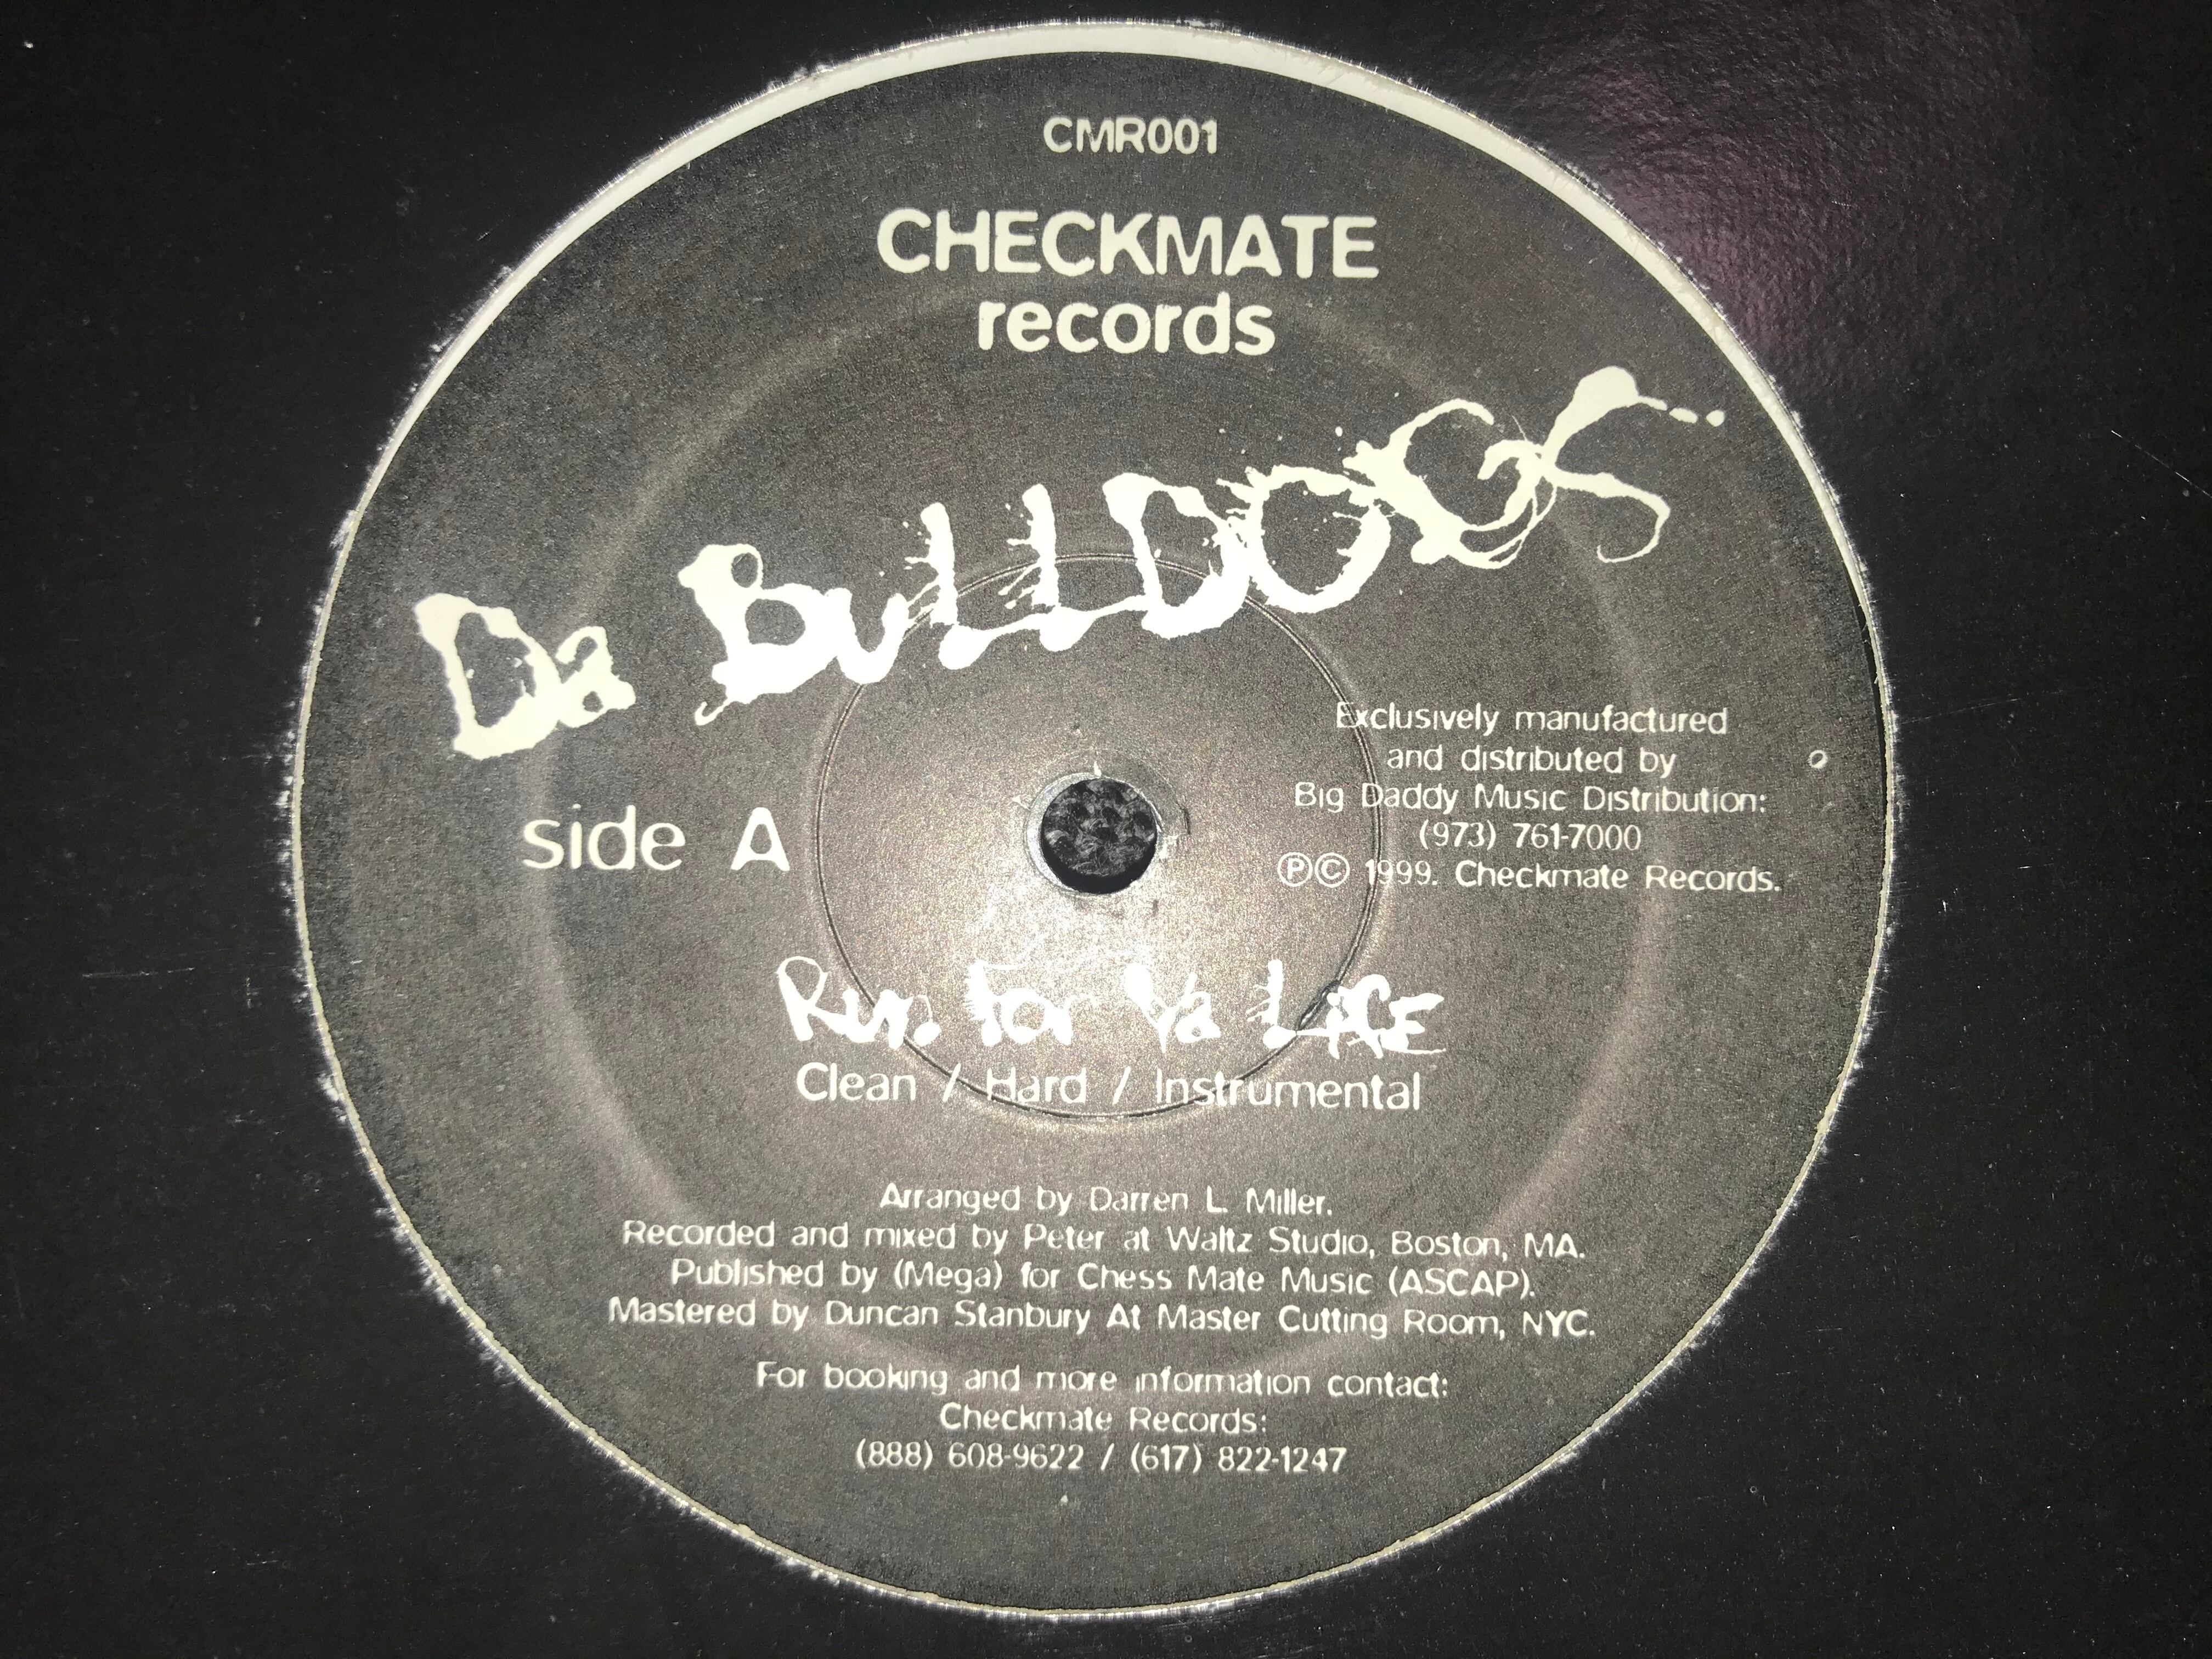 CMR001
CHECKMATE
records
Da BullDOGS...
Exclusively manufactured
and distributed by
Big Daddy Music Distribution:
(973) 761-7000
℗© 1999. Checkmate Records.
side A
Run For Ya LiFE
Clean / Hard / Instrumental
Arranged by Darren L. Miller.
Recorded and mixed by Peter at Waltz Studio, Boston, MA.
Published by (Mega) for Chess Mate Music (ASCAP).
Mastered by Duncan Stanbury At Master Cutting Room, NYC.
For booking and more information contact:
Checkmate Records:
(888) 608-9622 / (617) 822-1247